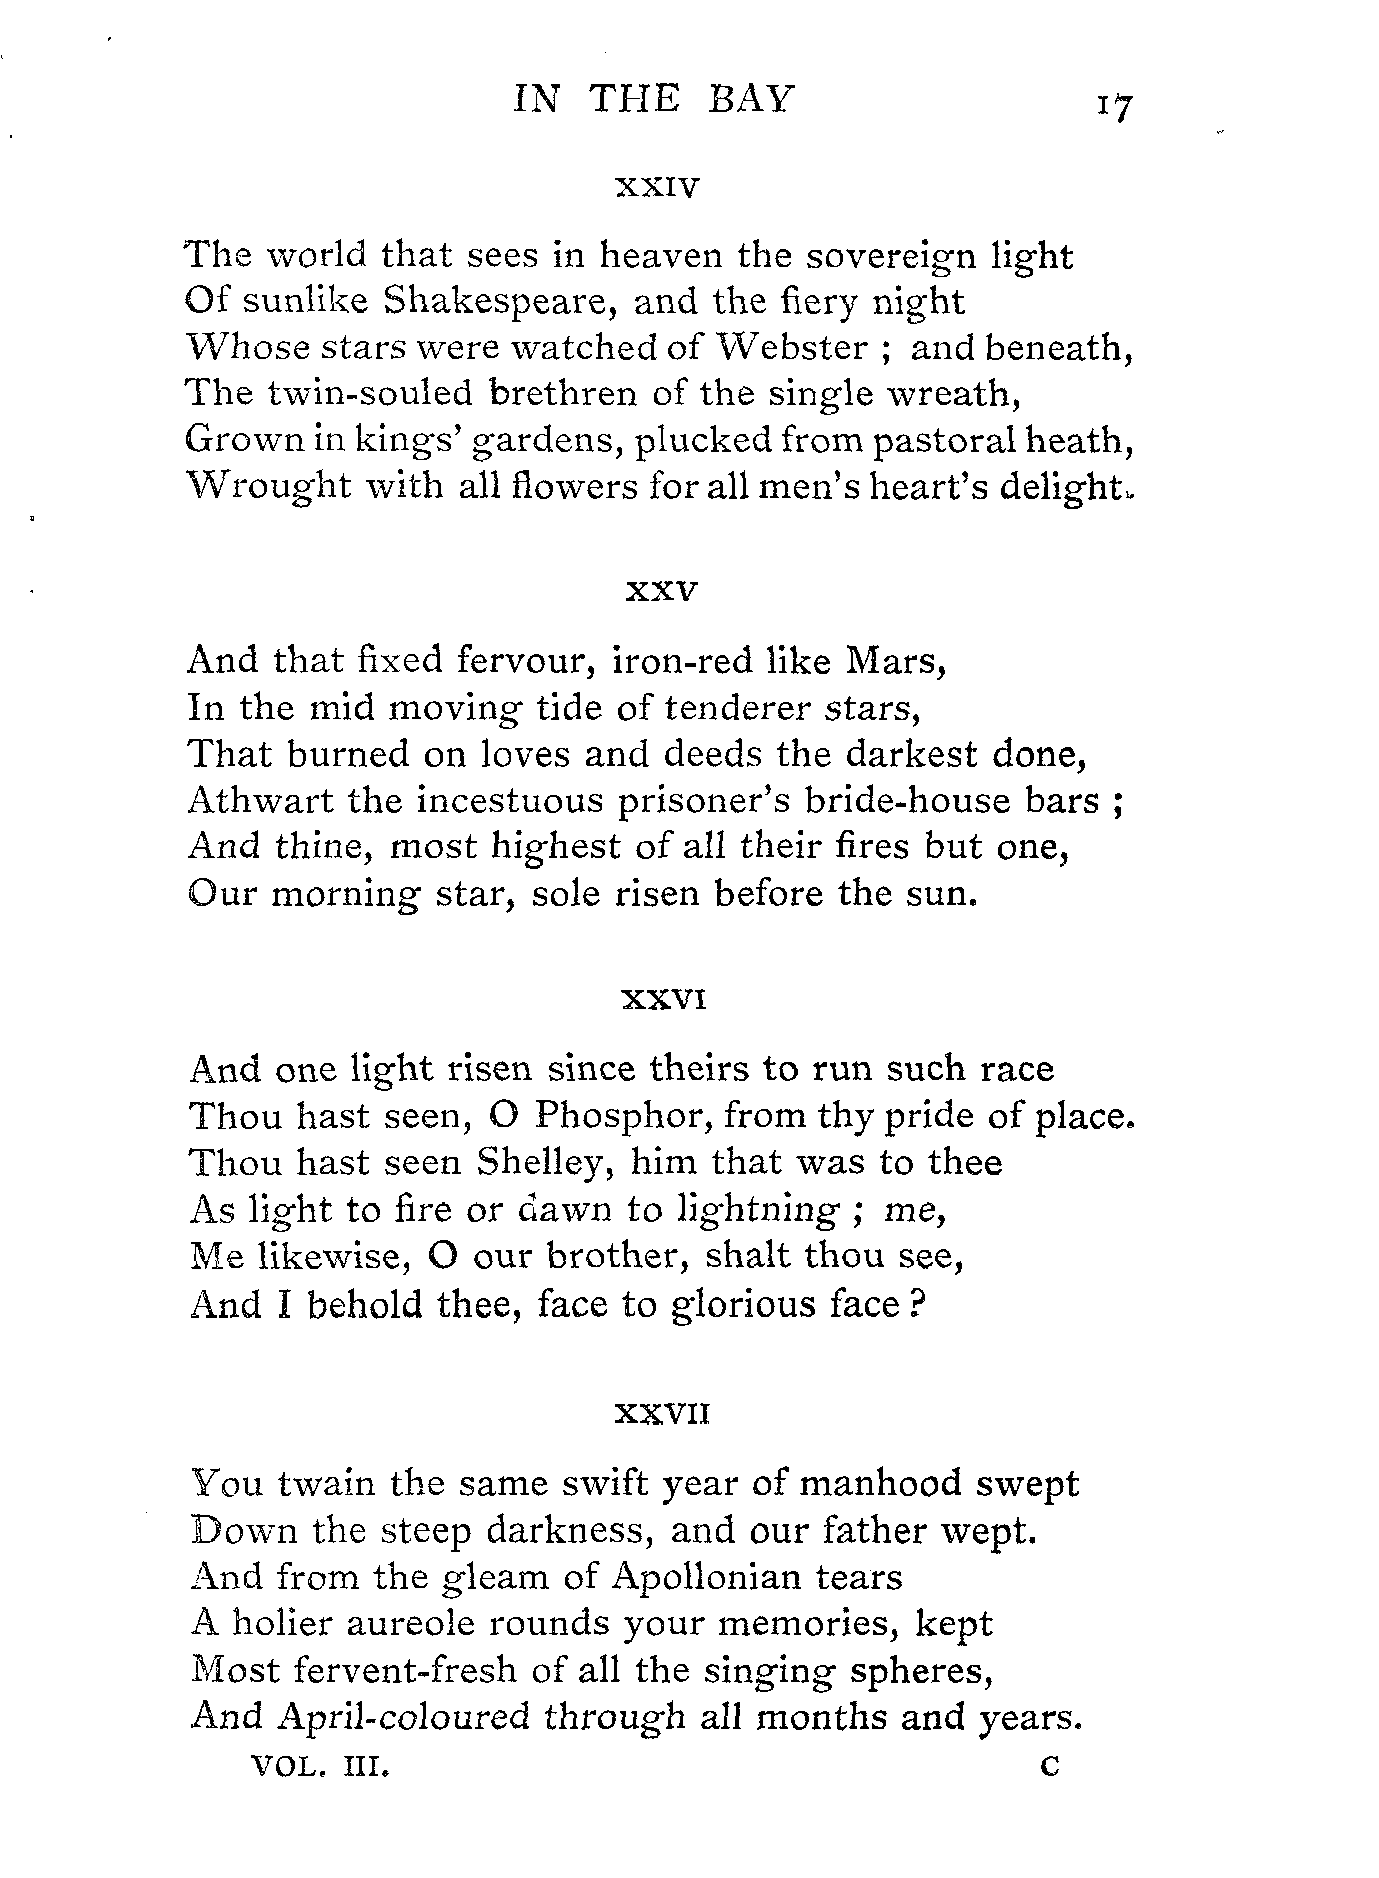 IN THE BAY 17
XXIV
The world that sees in heaven the sovereign light
Of sunlike Shakespeare, and the fiery night
Whose stars were watched of Webster ; and beneath,
The twin-souled brethren of the single wreath,
Grown in kings' gardens, plucked from pastoral heath,
Wrought with all flowers for all men's heart's delight.
XXV
And that fixed fervour, iron-red like Mars,
In the mid moving tide of tenderer stars,
That burned on loves and deeds the darkest done,
Athwart the incestuous prisoner's bride-house bars ;
And thine, most highest of all their fires but one,
Our morning star, sole risen before the sun.
XXVI
And one light risen since theirs to run such race
Thou hast seen, O Phosphor, from thy pride of place.
Thou hast seen Shelley, him that was to thee
As light to fire or dawn to lightning ; me,
Me likewise, O our brother, shalt thou see,
And I behold thee, face to glorious face ?
XXVII
You twain the same swift year of manhood swept
Down the steep darkness, and our father wept.
And from the gleam of Apollonian tears
A holier aureole rounds your memories, kept
Most fervent-fresh of all the singing spheres,
And April-coloured through all months and years.
VOL. III. C